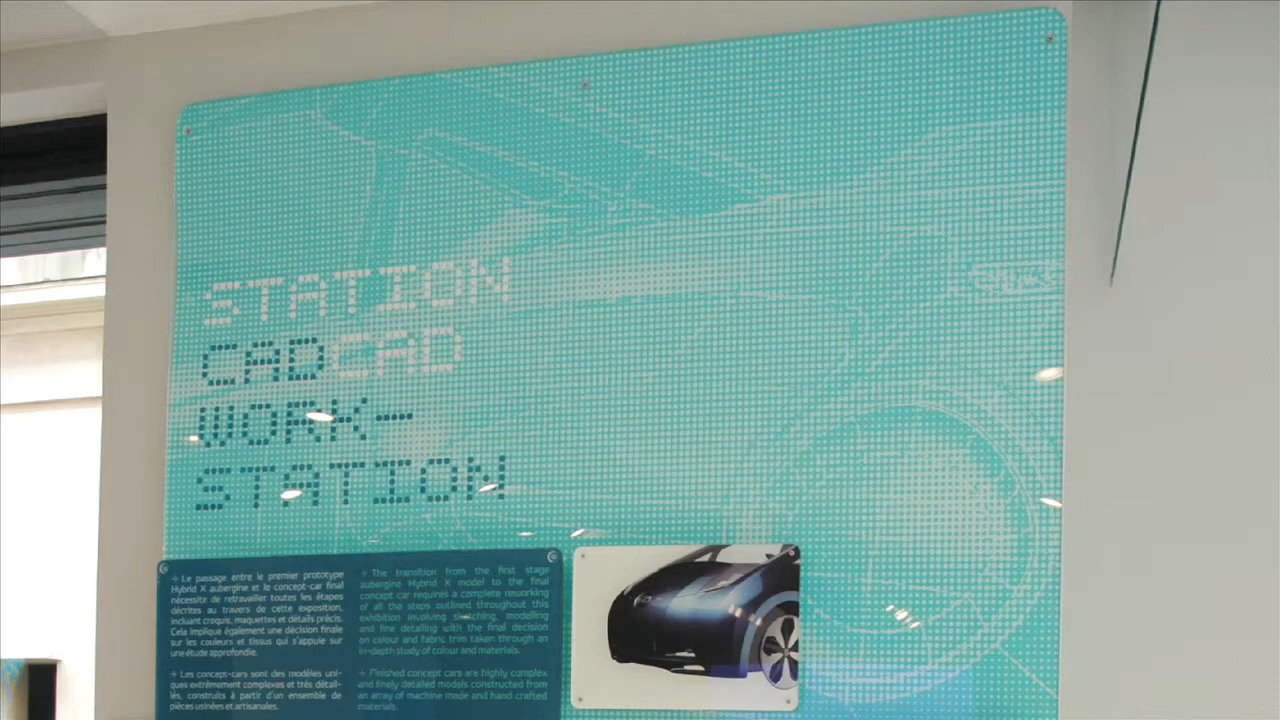 STATION
CADCAD
WORK-
STATION
+ Le passage entre le premier prototype
Hybrid X aubergine et le concept-car final
nécessite de retravailler toutes les étapes
décrites au travers de cette exposition,
incluant croquis, maquettes et détails précis.
Cela implique également une décision finale
sur les couleurs et tissus qui s'appuie sur
une étude approfondie.
+ Les concept-cars sont des modèles uni-
ques extrêmement complexes et très détail-
lés, construits à partir d'un ensemble de
pièces usinées et artisanales.
+ The transition from the first stage
aubergine Hybrid X model to the final
concept car requires a complete reworking
of all the steps outlined throughout this
exhibition involving sketching, modelling
and fine detailing with the final decision
on colour and fabric trim taken through an
in-depth study of colour and materials.
+ Finished concept cars are highly complex
and finely detailed models constructed from
an array of machine made and hand crafted
materials.